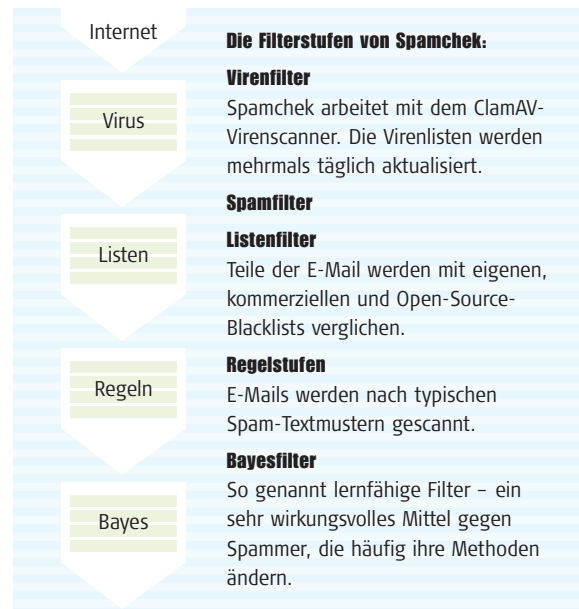 Internet
Virus
Listen
Regeln
Bayes
Die Filterstufen von Spamchek:
Virenfilter
Spamchek arbeitet mit dem ClamAV-
Virenscanner. Die Virenlisten werden
mehrmals täglich aktualisiert.
Spamfilter
Listenfilter
Teile der E-Mail werden mit eigenen,
kommerziellen und Open-Source-
Blacklists verglichen.
Regelstufen
E-Mails werden nach typischen
Spam-Textmustern gescannt.
Bayesfilter
So genannt lernfähige Filter – ein
sehr wirkungsvolles Mittel gegen
Spammer, die häufig ihre Methoden
ändern.